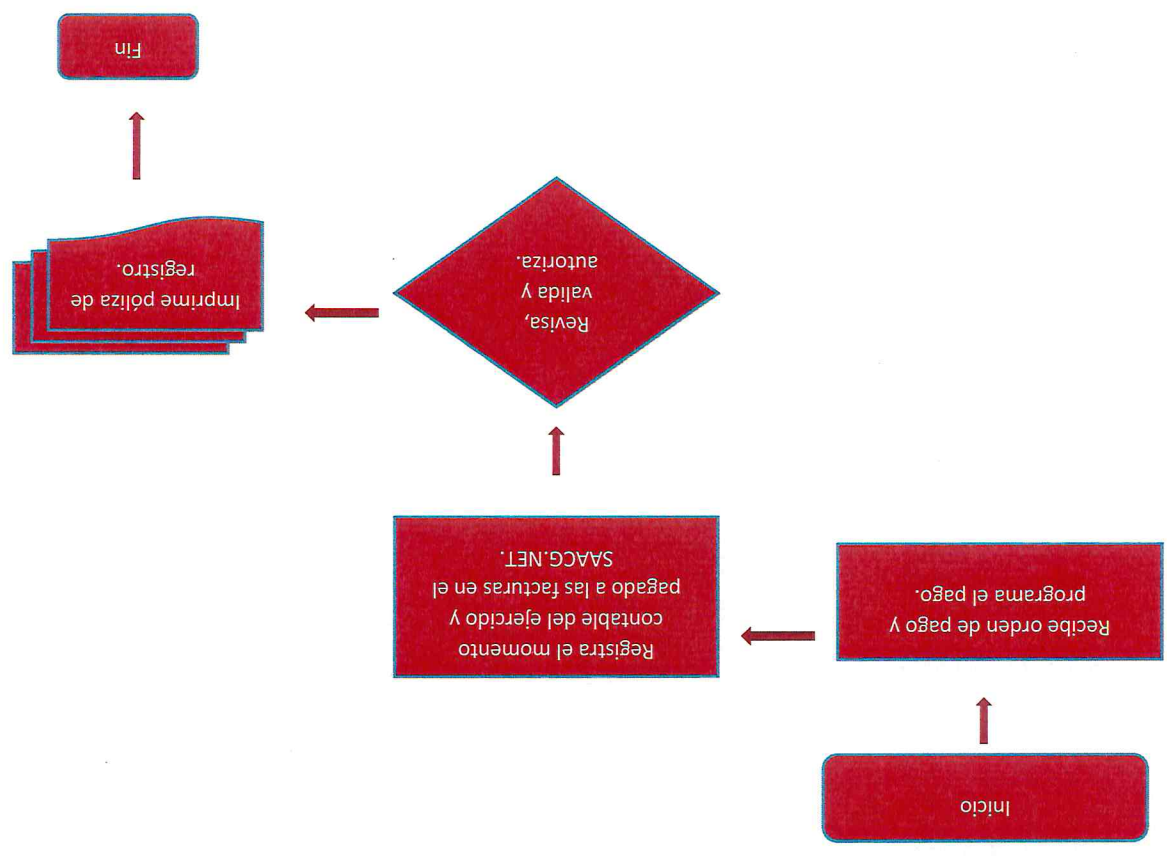 Inicio
Recibe orden de pago y
programa el pago.
Registra el momento
contable del ejercido y
pagado a las facturas en el
SAACG.NET.
Revisa,
valida y
autoriza.
Imprime póliza de
registro.
Fin